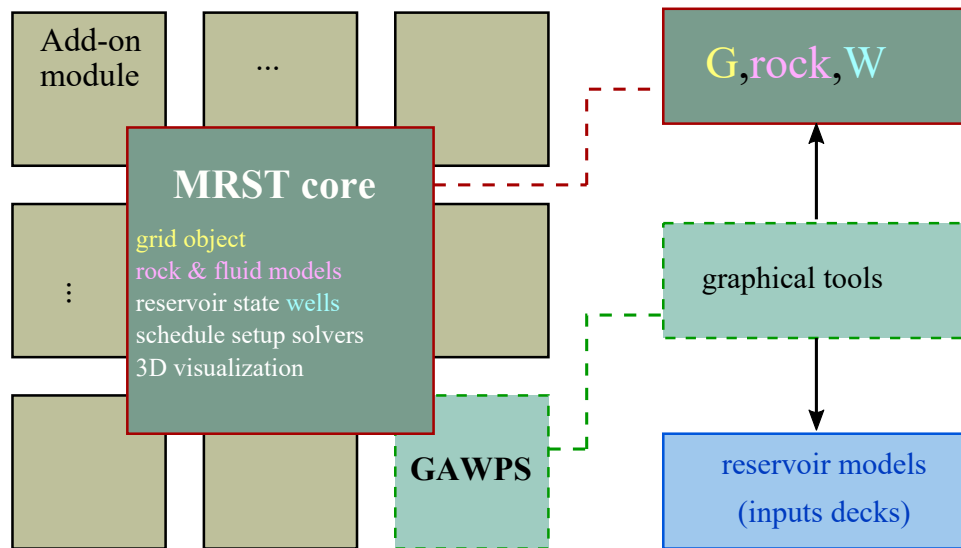 Add-on
module
...
...
MRST core
grid object
rock & fluid models
reservoir state wells
schedule setup solvers
3D visualization
GAWPS
G,rock,W
graphical tools
reservoir models
(inputs decks)